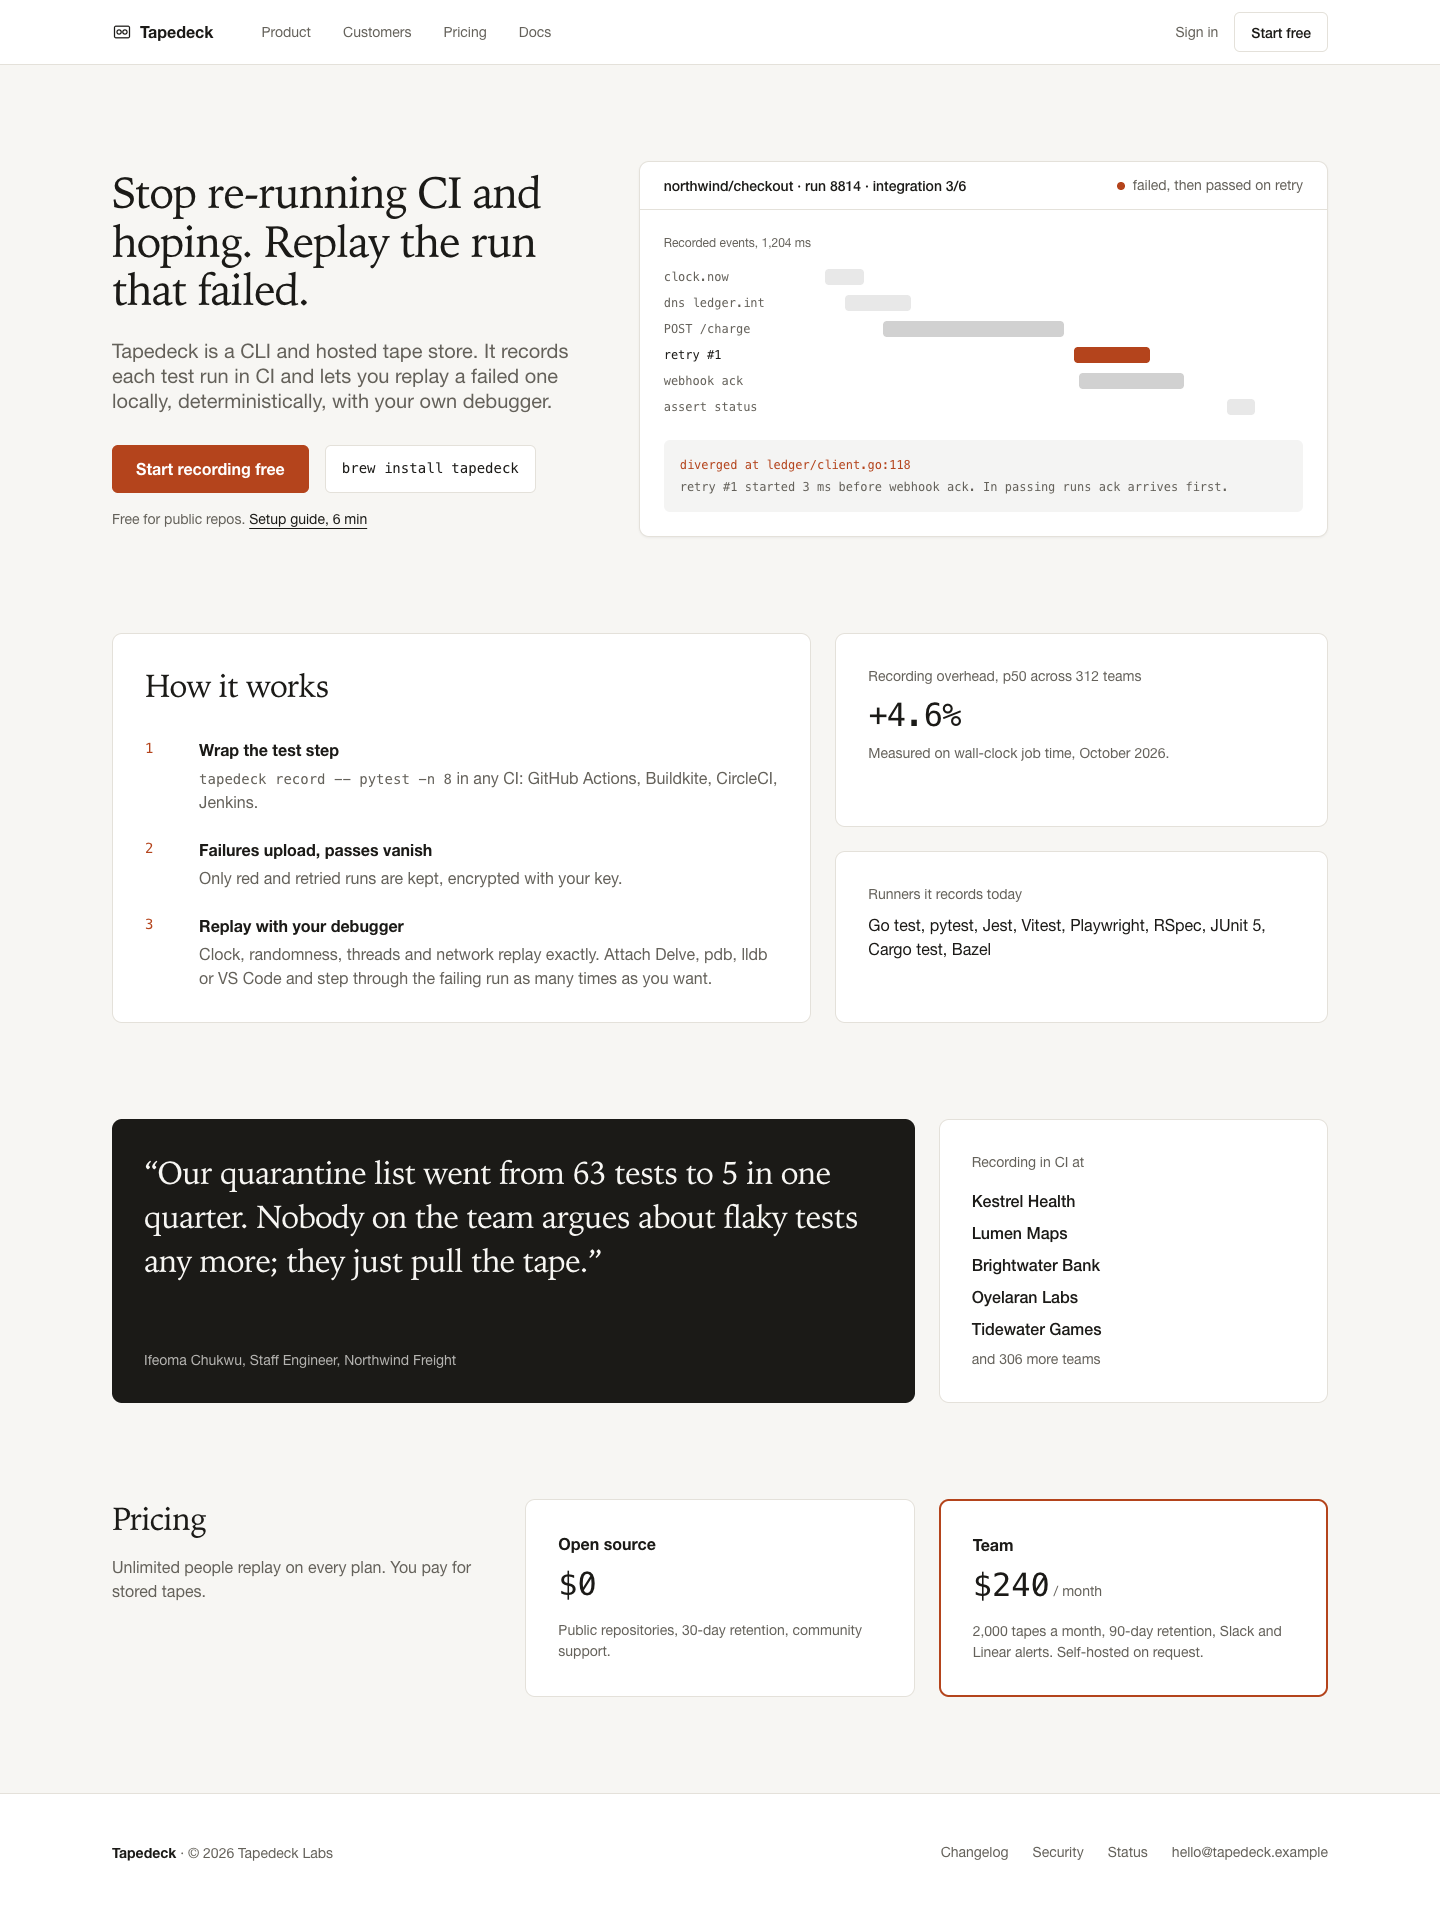 Tapedeck
Product
Customers
Pricing
Docs
Sign in
Start free
Stop re-running CI and
hoping. Replay the run
that failed.
Tapedeck is a CLI and hosted tape store. It records
each test run in CI and lets you replay a failed one
locally, deterministically, with your own debugger.
Start recording free
brew install tapedeck
Free for public repos. Setup guide, 6 min
northwind/checkout · run 8814 · integration 3/6
failed, then passed on retry
Recorded events, 1,204 ms
clock.now
dns ledger.int
POST /charge
retry #1
webhook ack
assert status
diverged at ledger/client.go:118
retry #1 started 3 ms before webhook ack. In passing runs ack arrives first.
How it works
1
Wrap the test step
tapedeck record -- pytest -n 8 in any CI: GitHub Actions, Buildkite, CircleCI,
Jenkins.
2
Failures upload, passes vanish
Only red and retried runs are kept, encrypted with your key.
3
Replay with your debugger
Clock, randomness, threads and network replay exactly. Attach Delve, pdb, lldb
or VS Code and step through the failing run as many times as you want.
Recording overhead, p50 across 312 teams
+4.6%
Measured on wall-clock job time, October 2026.
Runners it records today
Go test, pytest, Jest, Vitest, Playwright, RSpec, JUnit 5,
Cargo test, Bazel
“Our quarantine list went from 63 tests to 5 in one
quarter. Nobody on the team argues about flaky tests
any more; they just pull the tape.”
Ifeoma Chukwu, Staff Engineer, Northwind Freight
Recording in CI at
Kestrel Health
Lumen Maps
Brightwater Bank
Oyelaran Labs
Tidewater Games
and 306 more teams
Pricing
Unlimited people replay on every plan. You pay for
stored tapes.
Open source
$0
Public repositories, 30-day retention, community
support.
Team
$240 / month
2,000 tapes a month, 90-day retention, Slack and
Linear alerts. Self-hosted on request.
Tapedeck · © 2026 Tapedeck Labs
Changelog
Security
Status
hello@tapedeck.example